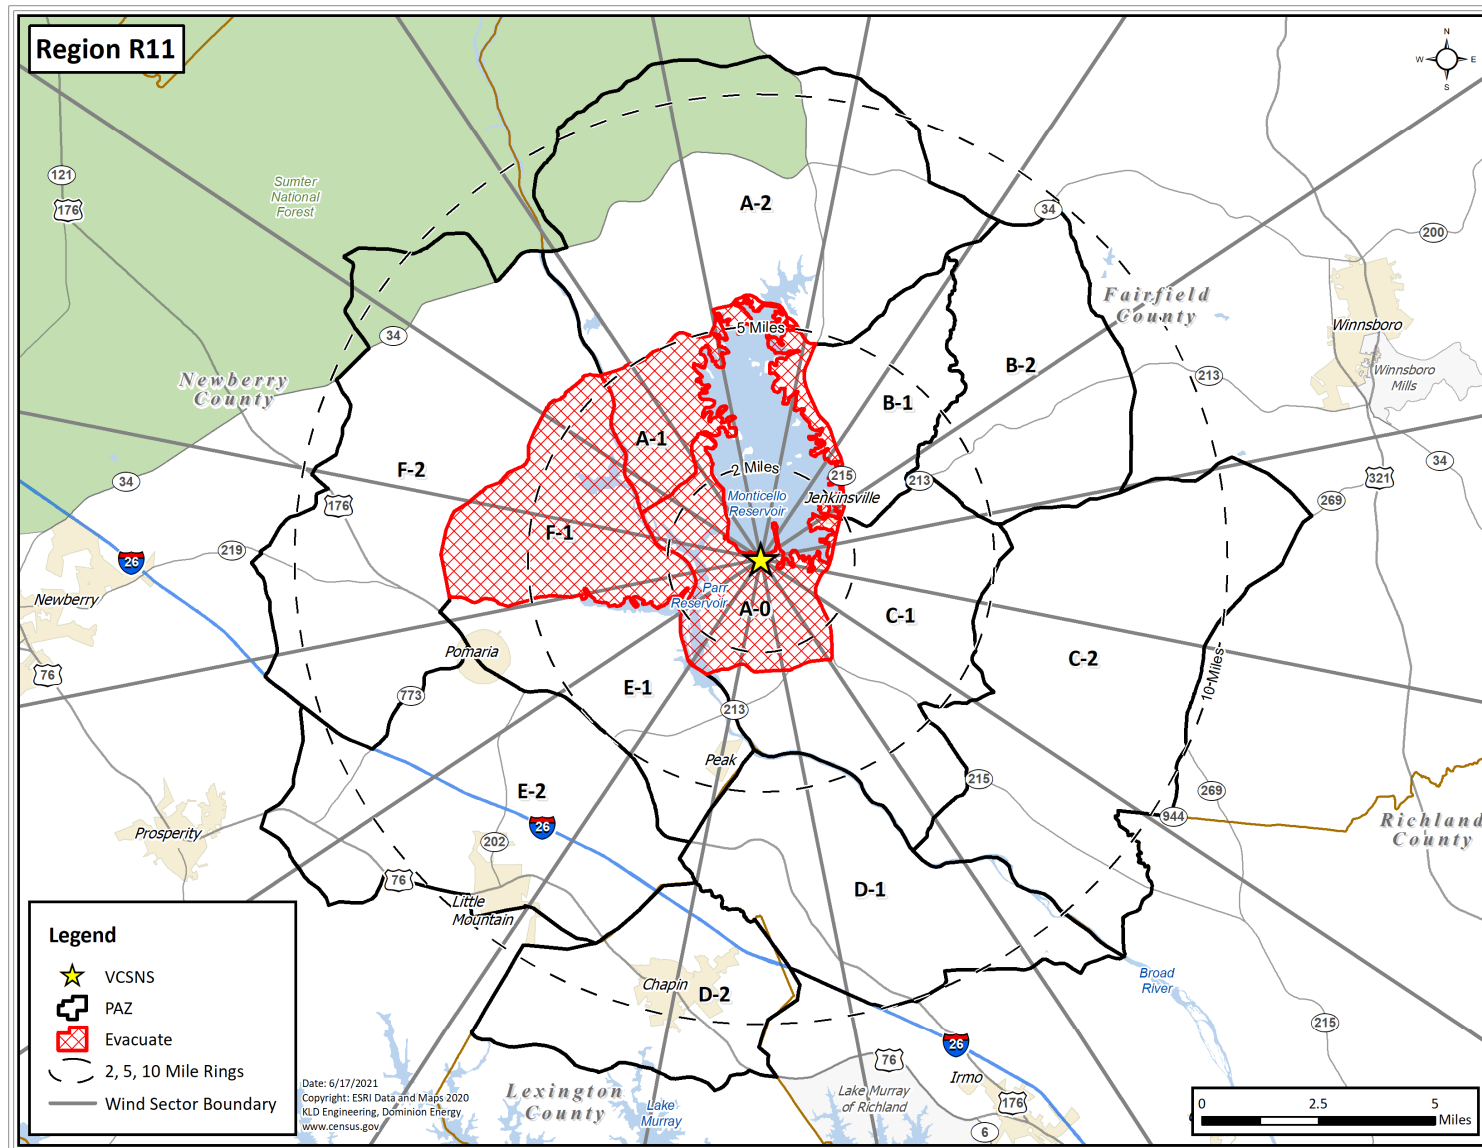 Region R11
N
W
E
S
121
176
Sumter
National
Forest
A-2
34
200
Fairfield
County
Winnsboro
Winnsboro
Mills
34
5 Miles
B-2
213
Newberry
County
B-1
A-1
F-2
2 Miles
215
213
34
321
34
176
Monticello
Reservoir
Jenkinsville
269
F-1
219
26
Newberry
Parr
Reservoir
A-0
C-1
C-2
Pomaria
76
773
E-1
10 Miles
213
Peak
215
E-2
269
26
944
Richland
County
Prosperity
202
76
D-1
Little
Mountain
Chapin
D-2
Broad
River
215
26
76
Irmo
176
6
Lake Murray
of Richland
Lexington
County
Lake
Murray
Legend
VCSNS
PAZ
Evacuate
2, 5, 10 Mile Rings
Wind Sector Boundary
Date: 6/17/2021
Copyright: ESRI Data and Maps 2020
KLD Engineering, Dominion Energy
www.census.gov
0
2.5
5
Miles